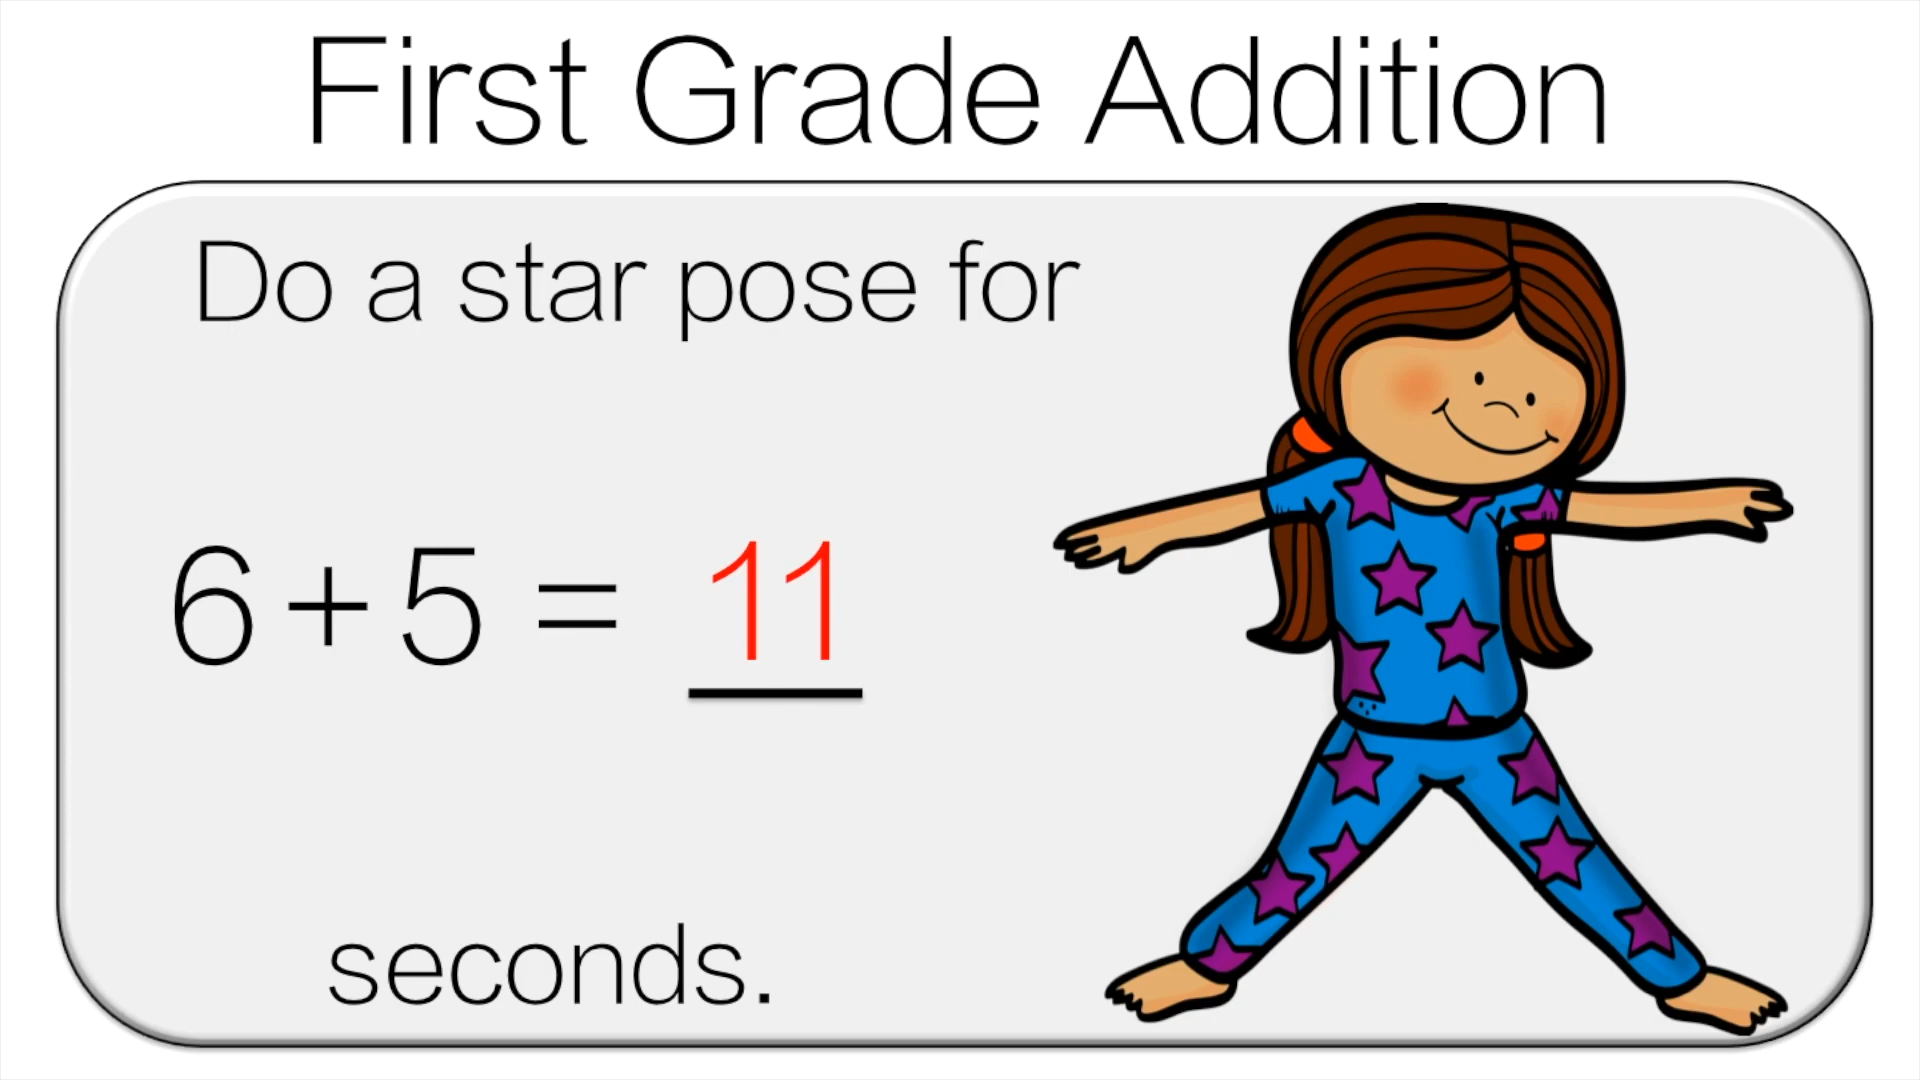 First Grade Addition
Do a star pose for
6 + 5 = 11
seconds.